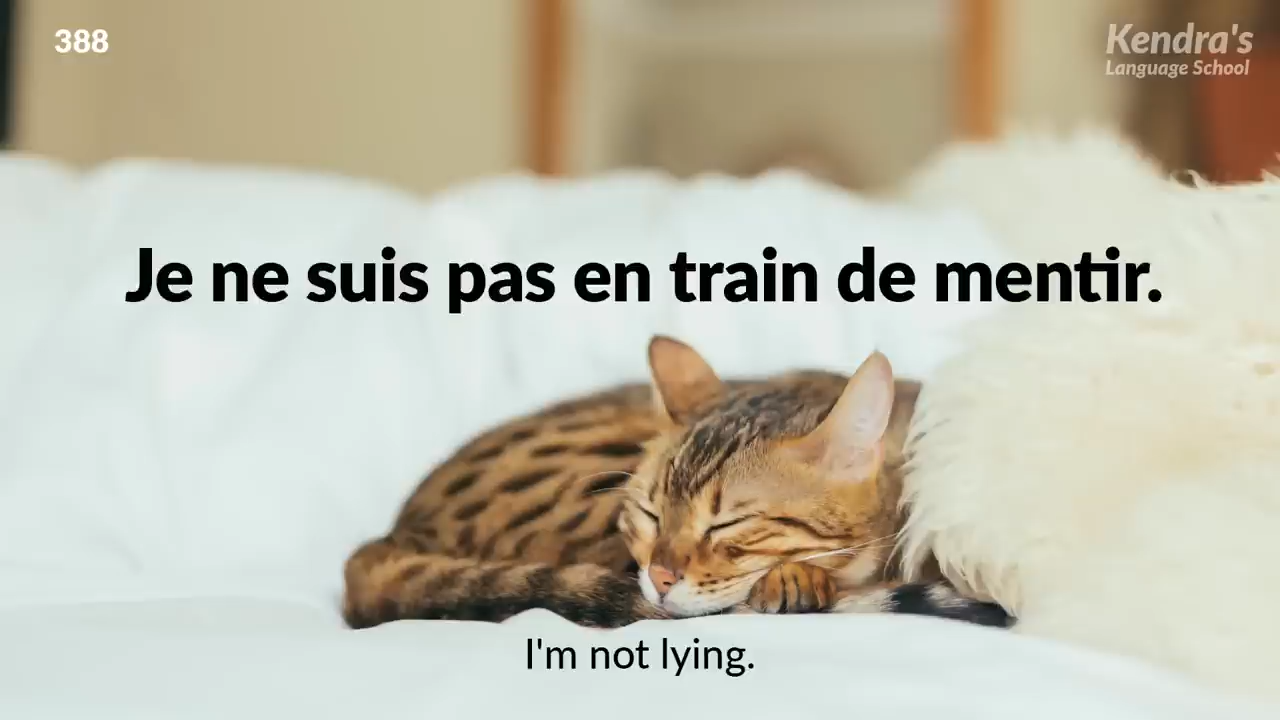 388
Kendra's
Language School
Je ne suis pas en train de mentir.
I'm not lying.